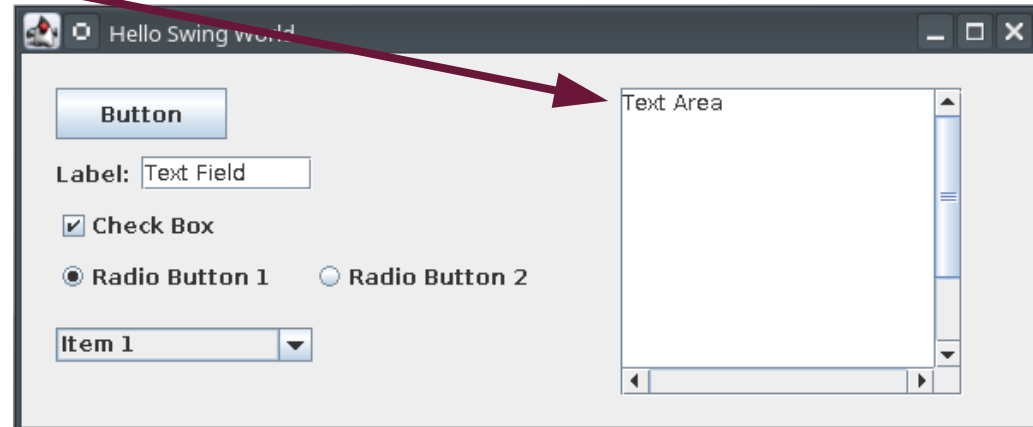 Hello Swing World
Button
Label: Text Field
Check Box
Radio Button 1 Radio Button 2
Item 1
Text Area